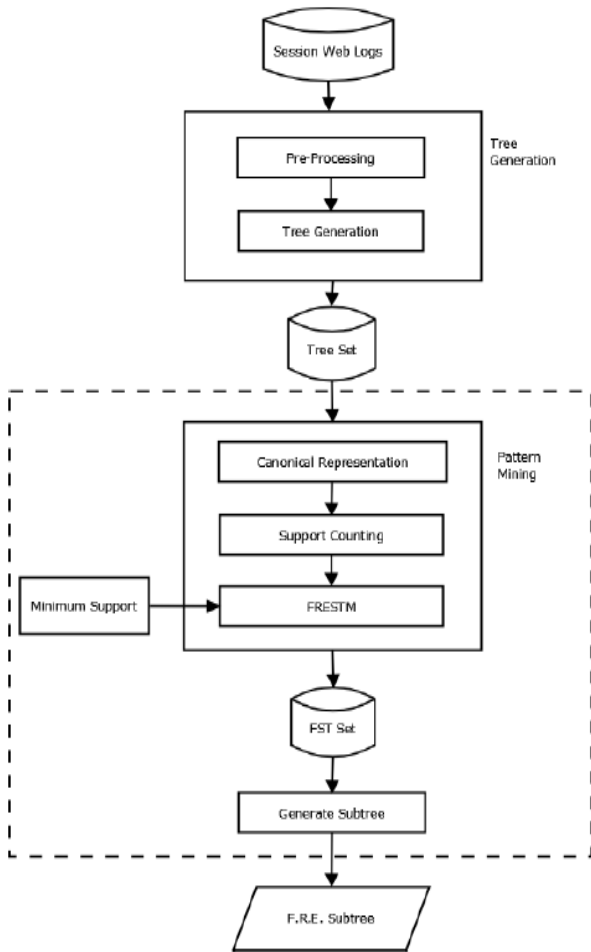 Session Web Logs
Tree
Generation
Pre-Processing
Tree Generation
Tree Set
Pattern
Mining
Canonical Representation
Support Counting
Minimum Support
FRESTM
FST Set
Generate Subtree
F.R.E. Subtree